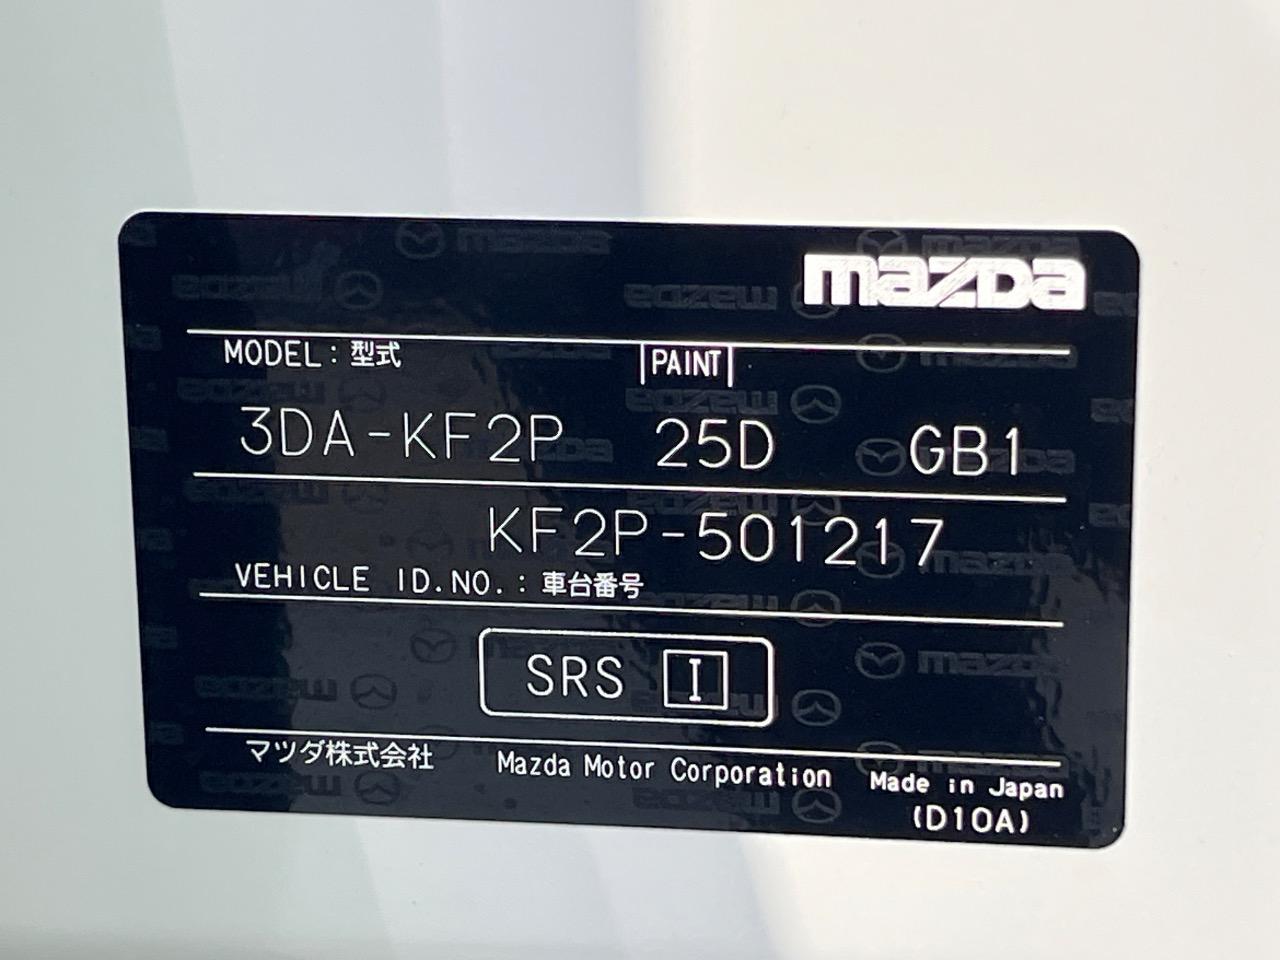 mazda
MODEL：型式 PAINT
3DA-KF2P 25D GB1
KF2P-501217
VEHICLE ID.NO.：車台番号
SRS I
マツダ株式会社 Mazda Motor Corporation Made in Japan
(D10A)